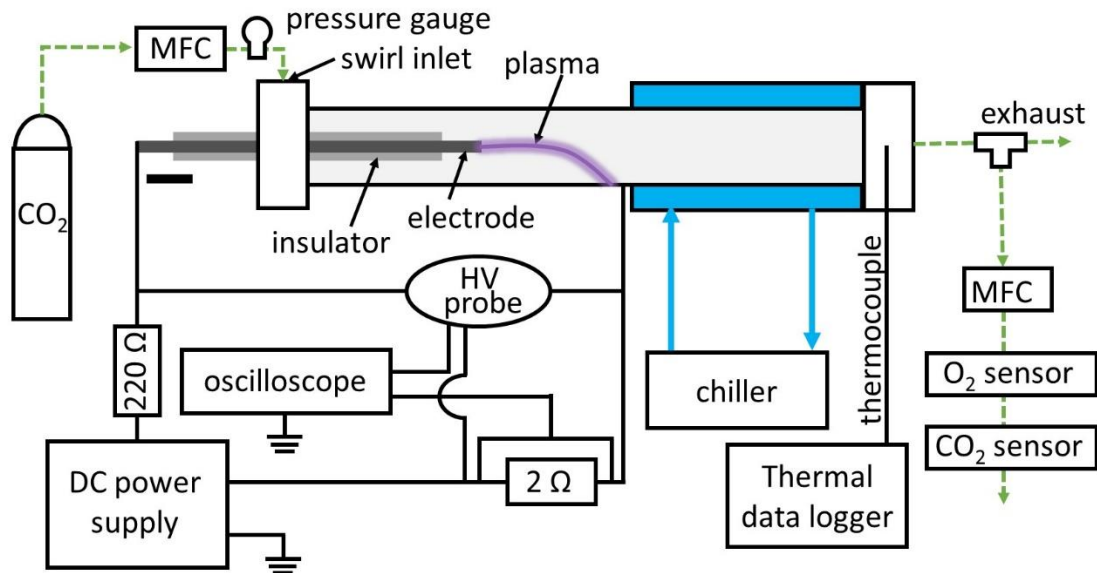 pressure gauge
MFC
swirl inlet
plasma
exhaust
CO₂
electrode
insulator
HV
probe
thermocouple
MFC
220 Ω
oscilloscope
chiller
O₂ sensor
CO₂ sensor
DC power
supply
2 Ω
Thermal
data logger